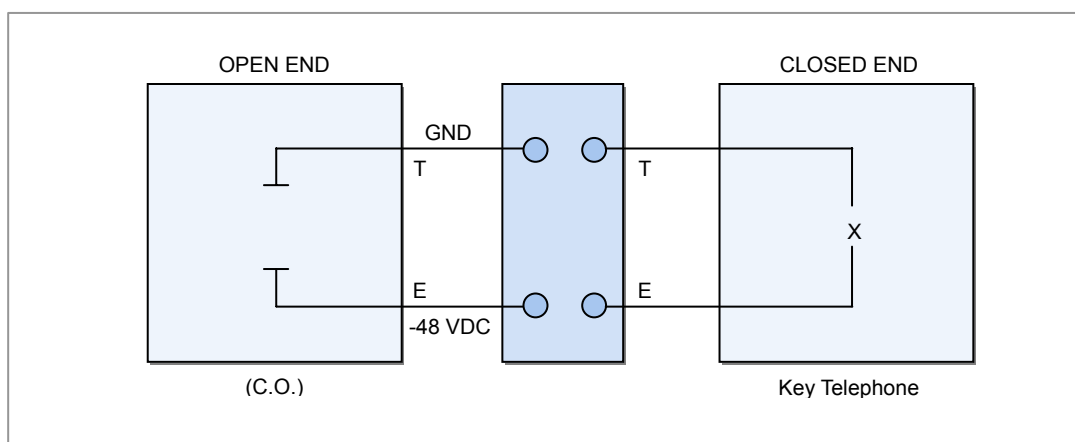 OPEN END
CLOSED END
GND
T
T
X
E
E
-48 VDC
(C.O.)
Key Telephone